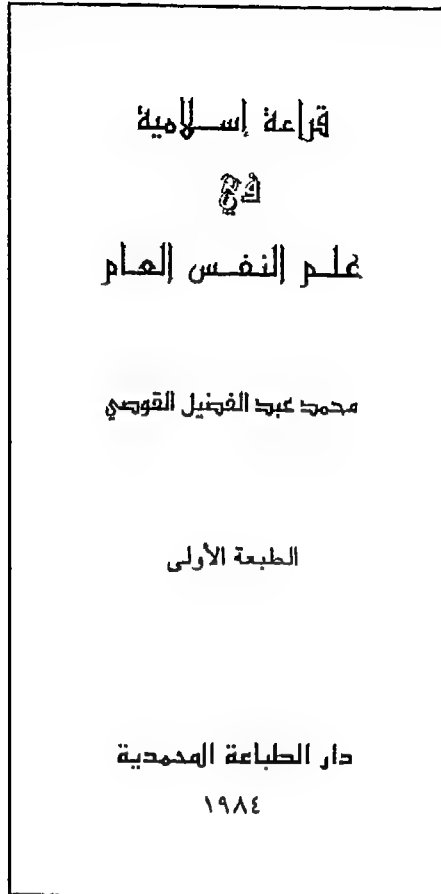 قراءة إسلامية
في
علم النفس العام
محمد عبد الفضيل القوصي
الطبعة الأولى
دار الطباعة المحمدية
١٩٨٤